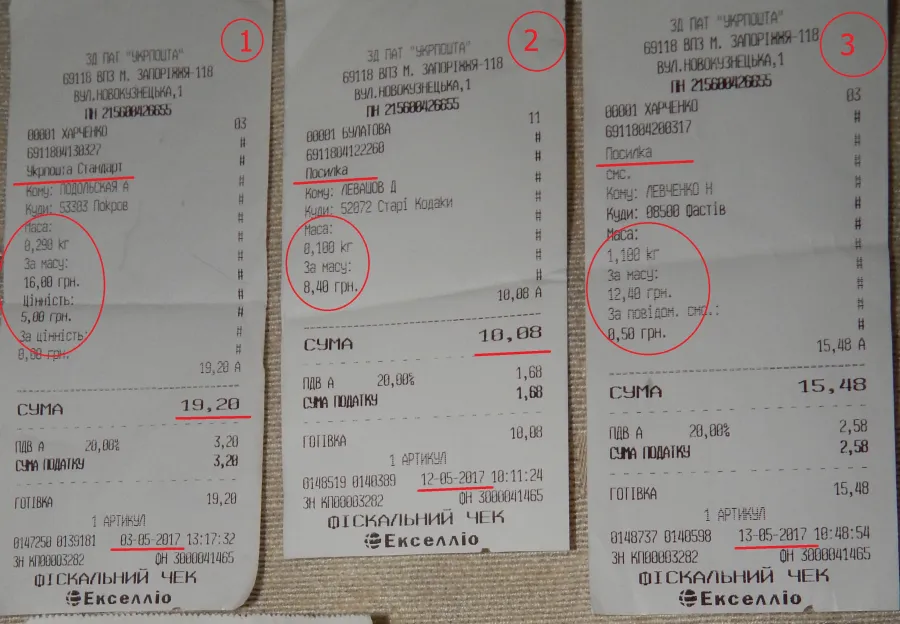 1
ЗД ПАТ "УКРПОШТА"
69118 ВПЗ М. ЗАПОРІЖЖЯ-118
ВУЛ.НОВОКУЗНЕЦЬКА,1
ПН 215600426655
00001 ХАРЧЕНКО 03
6911804130327 #
Укрпошта Стандарт #
Кому: ПОДОЛЬСКАЯ А #
Куди: 53303 Покров #
Маса: #
0,290 кг #
За масу: #
16,00 грн. #
Цінність: #
5,00 грн. #
За цінність: #
0,00 грн. #
19,20 А
СУМА 19,20
ПДВ А 20,00% 3,20
СУМА ПОДАТКУ 3,20
ГОТІВКА 19,20
1 АРТИКУЛ
0147250 0139181 03-05-2017 13:17:32
ЗН КП00003282 ФН 3000041465
ФІСКАЛЬНИЙ ЧЕК
Екселліо
2
ЗД ПАТ "УКРПОШТА"
69118 ВПЗ М. ЗАПОРІЖЖЯ-118
ВУЛ.НОВОКУЗНЕЦЬКА,1
ПН 215600426655
00001 БУЛАТОВА 11
6911804122260 #
Посилка #
Кому: ЛЕВАШОВ Д #
Куди: 52072 Старі Кодаки #
Маса: #
0,100 кг #
За масу: #
8,40 грн. #
10,08 А
СУМА 10,08
ПДВ А 20,00% 1,68
СУМА ПОДАТКУ 1,68
ГОТІВКА 10,08
1 АРТИКУЛ
0148519 0140389 12-05-2017 10:11:24
ЗН КП00003282 ФН 3000041465
ФІСКАЛЬНИЙ ЧЕК
Екселліо
3
ЗД ПАТ "УКРПОШТА"
69118 ВПЗ М. ЗАПОРІЖЖЯ-118
ВУЛ.НОВОКУЗНЕЦЬКА,1
ПН 215600426655
00001 ХАРЧЕНКО 03
6911804200317 #
Посилка #
смс. #
Кому: ЛЕВЧЕНКО Н #
Куди: 08500 Фастів #
Маса: #
1,100 кг #
За масу: #
12,40 грн. #
За повідом. смс.: #
0,50 грн. #
15,48 А
СУМА 15,48
ПДВ А 20,00% 2,58
СУМА ПОДАТКУ 2,58
ГОТІВКА 15,48
1 АРТИКУЛ
0148737 0140598 13-05-2017 10:48:54
ЗН КП00003282 ФН 3000041465
ФІСКАЛЬНИЙ ЧЕК
Екселліо